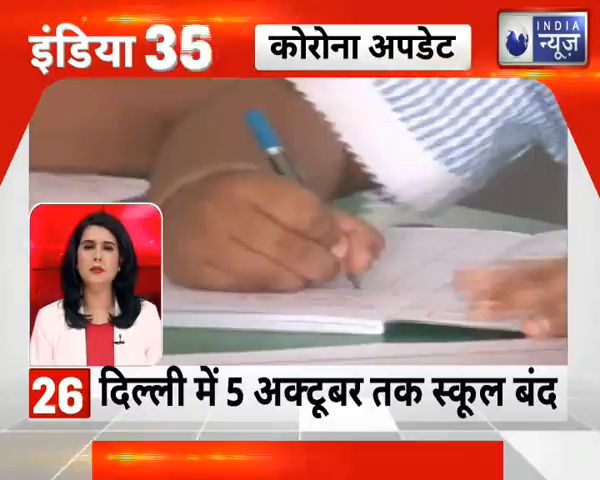 इंडिया 35
कोरोना अपडेट
INDIA
न्यूज़
26 दिल्ली में 5 अक्टूबर तक स्कूल बंद